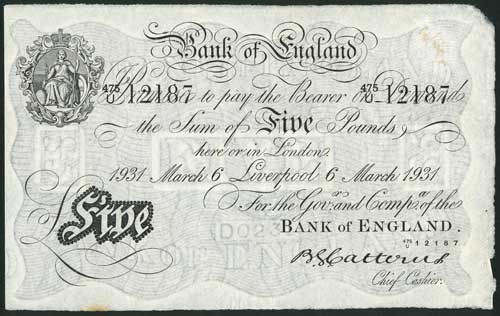 Bank of England
475/U 12187 475/U 12187
Promise to pay the Bearer on Demand
the Sum of Five Pounds
here or in London
1931 March 6 Liverpool 6 March 1931
For the Govr. and Compa. of the
Five
BANK OF ENGLAND.
475/U 12187
B G Catterns
Chief Cashier.